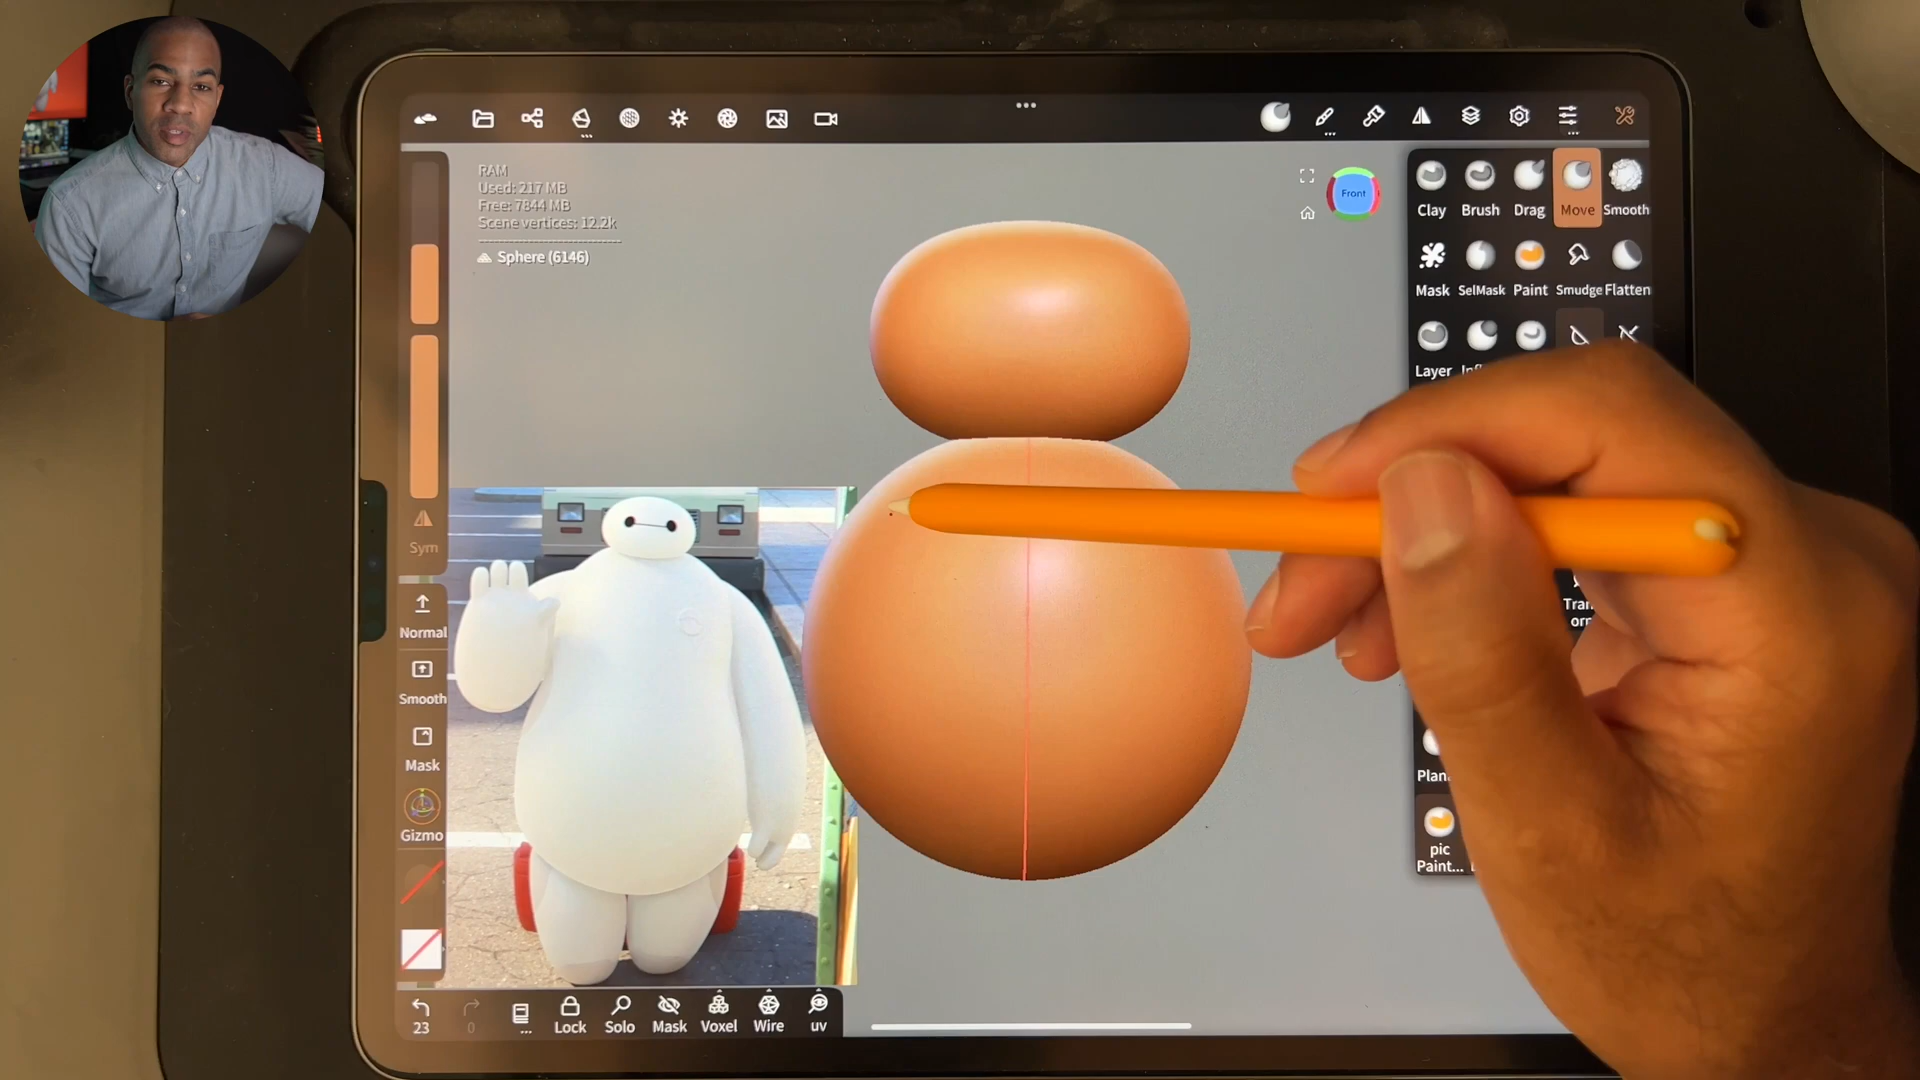 RAM
Used: 217 MB
Free: 7844 MB
Scene vertices: 12.2k
Sphere (6146)
Front
Clay Brush Drag Move Smooth
Mask SelMask Paint Smudge Flatten
Layer
Sym
Normal
Smooth
Mask
Gizmo
pic
Paint...
23 0 ... Lock Solo Mask Voxel Wire uv